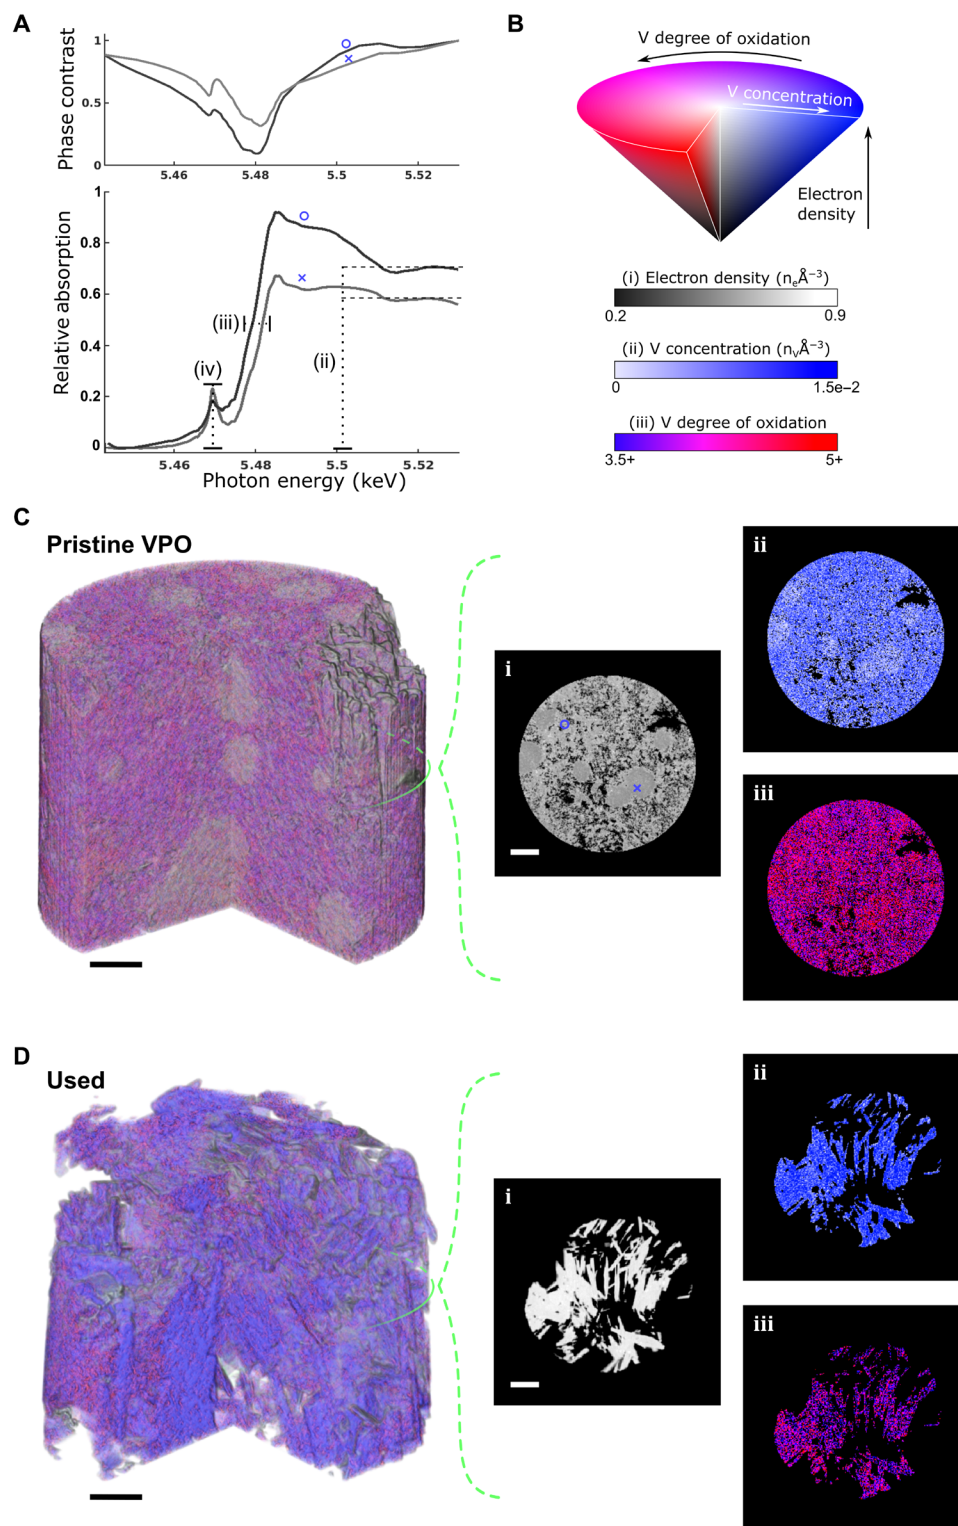 A
Phase contrast
1
0.5
0
5.46
5.48
5.5
5.52
Relative absorption
1
0.8
0.6
0.4
0.2
0
(iii)
(ii)
(iv)
5.46
5.48
5.5
5.52
Photon energy (keV)
B
V degree of oxidation
V concentration
Electron
density
(i) Electron density (nₑÅ⁻³)
0.2
0.9
(ii) V concentration (n_VÅ⁻³)
0
1.5e-2
(iii) V degree of oxidation
3.5+
5+
C
Pristine VPO
i
ii
iii
D
Used
i
ii
iii